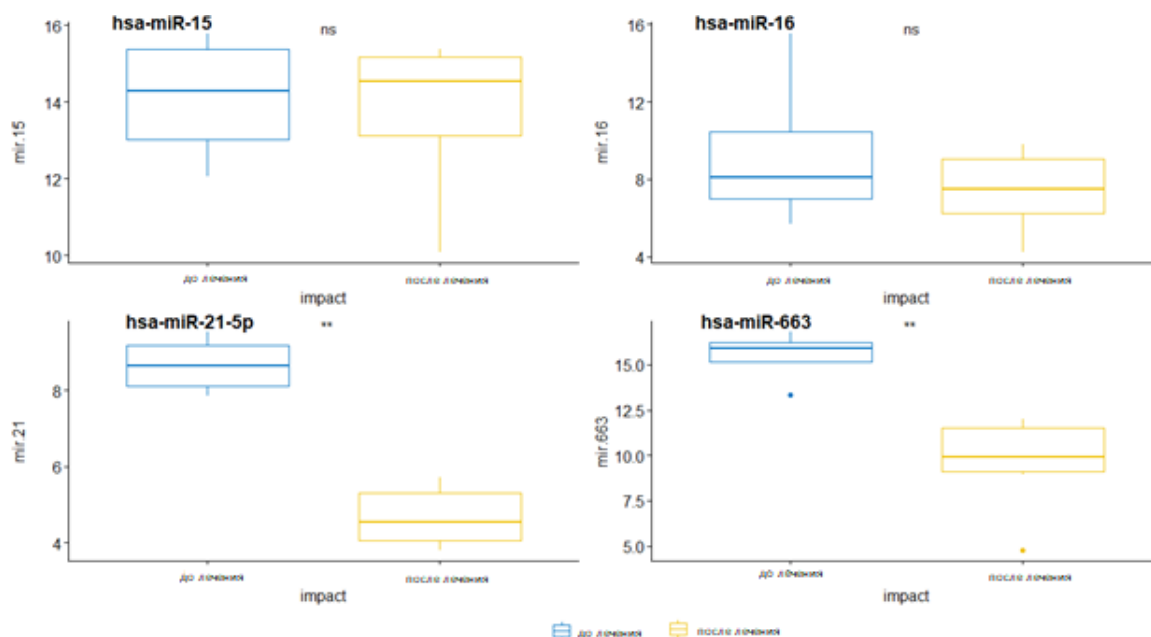 hsa-miR-15
ns
16
14
12
10
mir.15
до лечения
после лечения
impact
hsa-miR-16
ns
16
12
8
4
mir.16
до лечения
после лечения
impact
hsa-miR-21-5p
**
8
6
4
mir.21
до лечения
после лечения
impact
hsa-miR-663
**
15.0
12.5
10.0
7.5
5.0
mir.663
до лечения
после лечения
impact
до лечения
после лечения